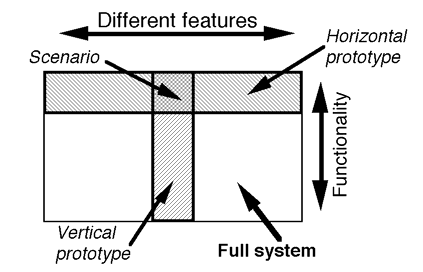 Different features
Scenario
Horizontal
prototype
Functionality
Vertical
prototype
Full system